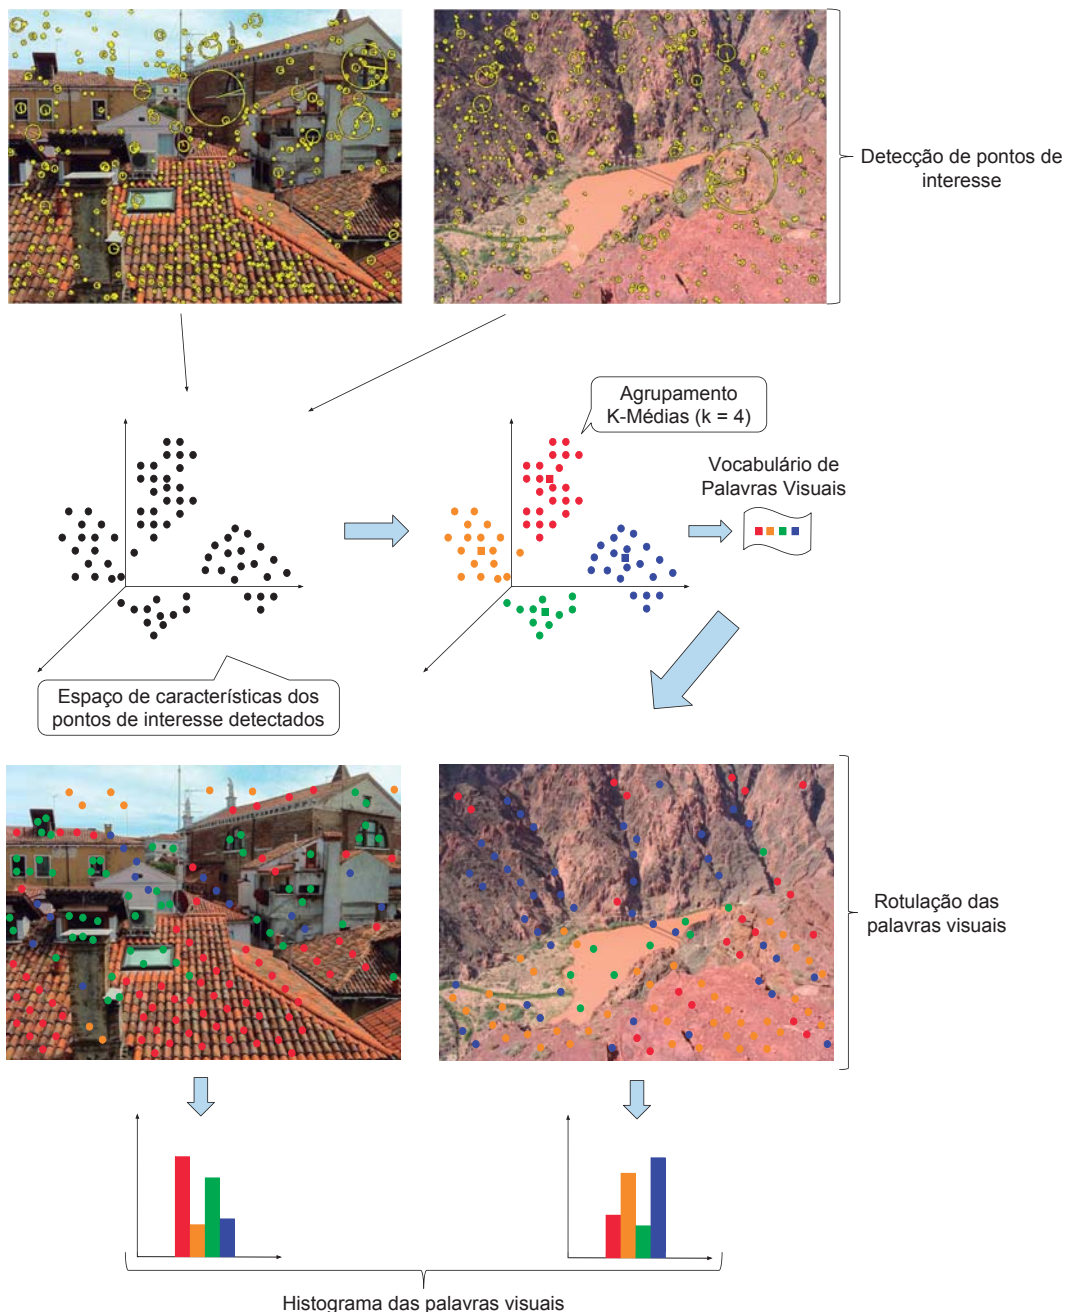 Detecção de pontos de
interesse
Agrupamento
K-Médias (k = 4)
Vocabulário de
Palavras Visuais
Espaço de características dos
pontos de interesse detectados
Rotulação das
palavras visuais
Histograma das palavras visuais